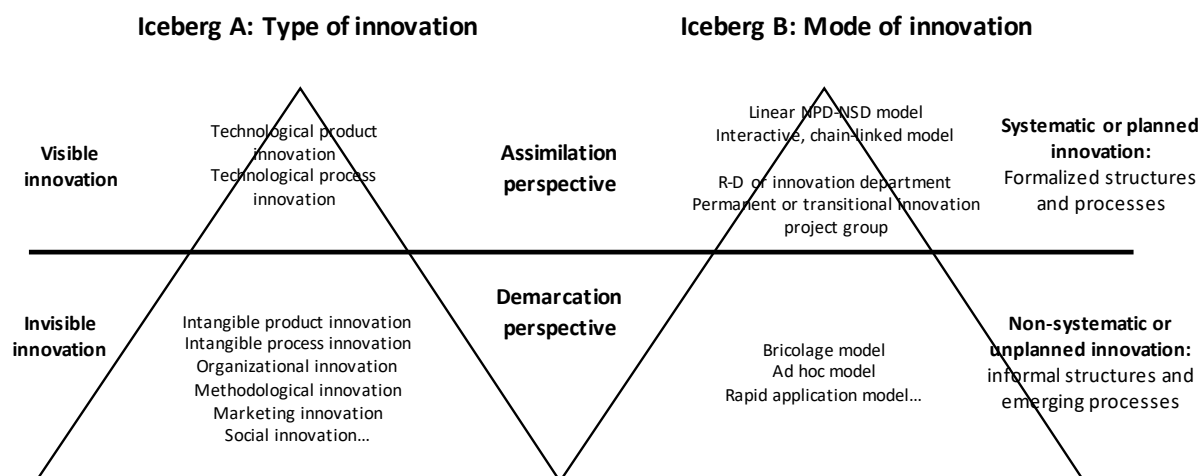 Iceberg A: Type of innovation
Iceberg B: Mode of innovation
Visible
innovation
Technological product
innovation
Technological process
innovation
Assimilation
perspective
Linear NPD-NSD model
Interactive, chain-linked model
R-D or innovation department
Permanent or transitional innovation
project group
Systematic or planned
innovation:
Formalized structures
and processes
Invisible
innovation
Intangible product innovation
Intangible process innovation
Organizational innovation
Methodological innovation
Marketing innovation
Social innovation…
Demarcation
perspective
Bricolage model
Ad hoc model
Rapid application model…
Non-systematic or
unplanned innovation:
informal structures and
emerging processes